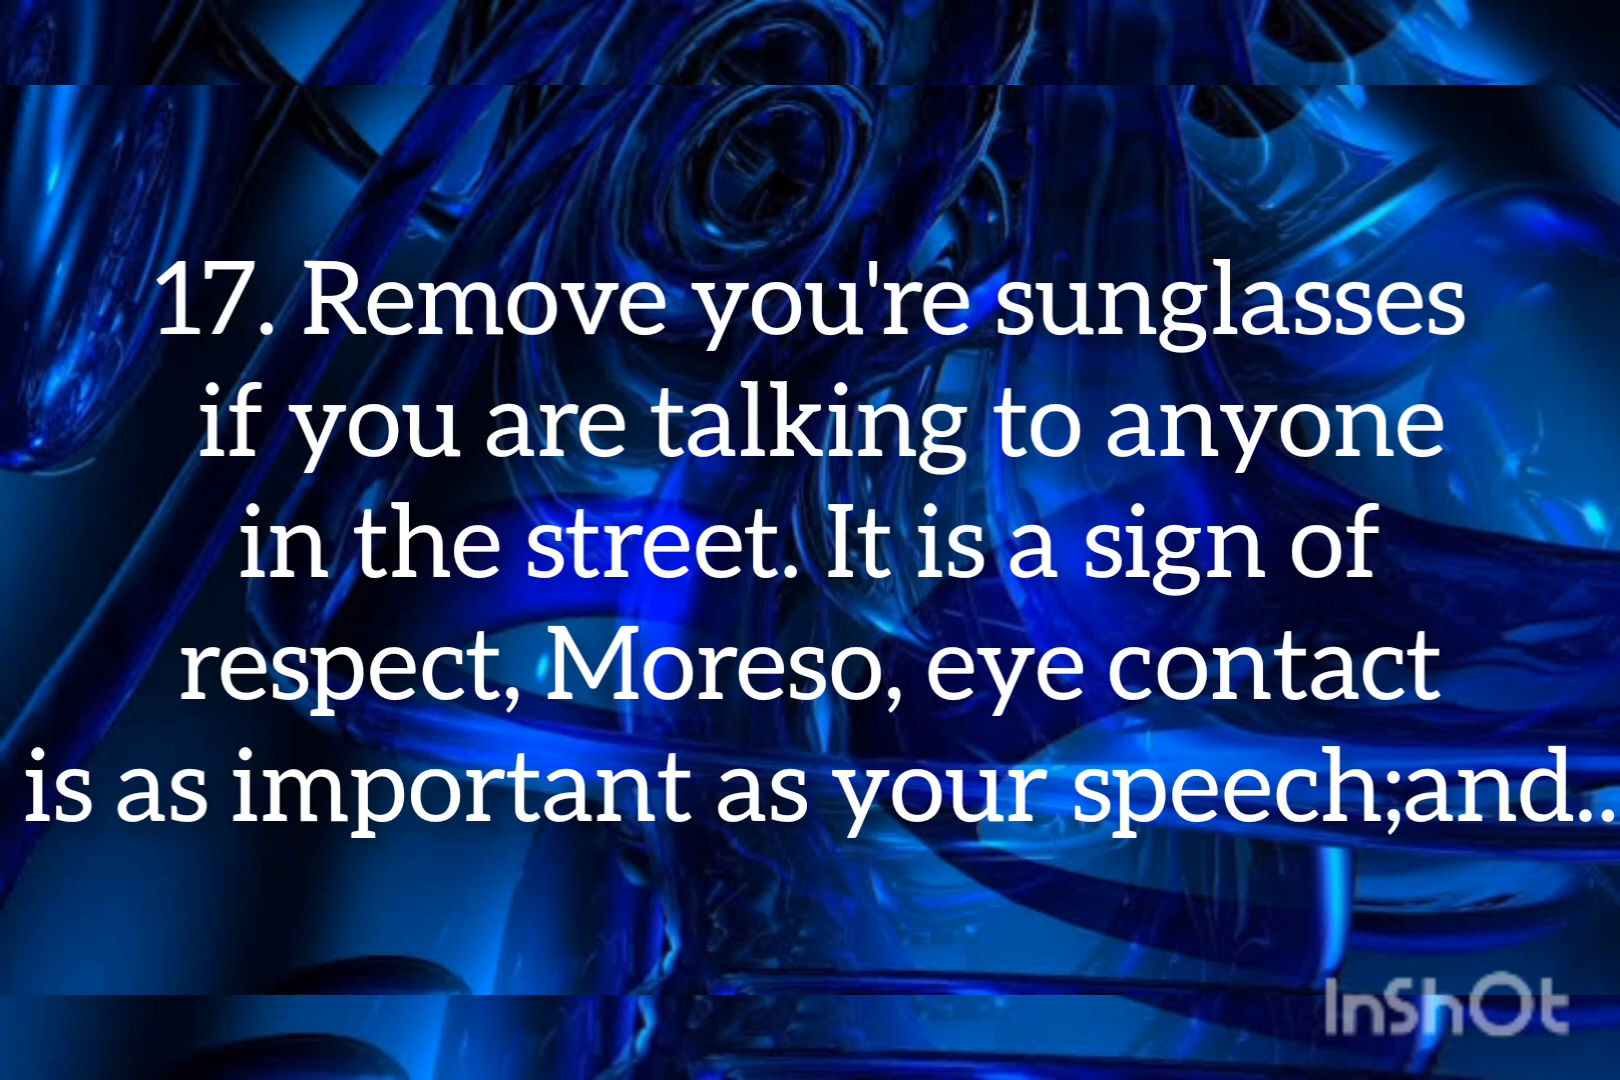 17. Remove you're sunglasses
if you are talking to anyone
in the street. It is a sign of
respect, Moreso, eye contact
is as important as your speech;and..
InShOt